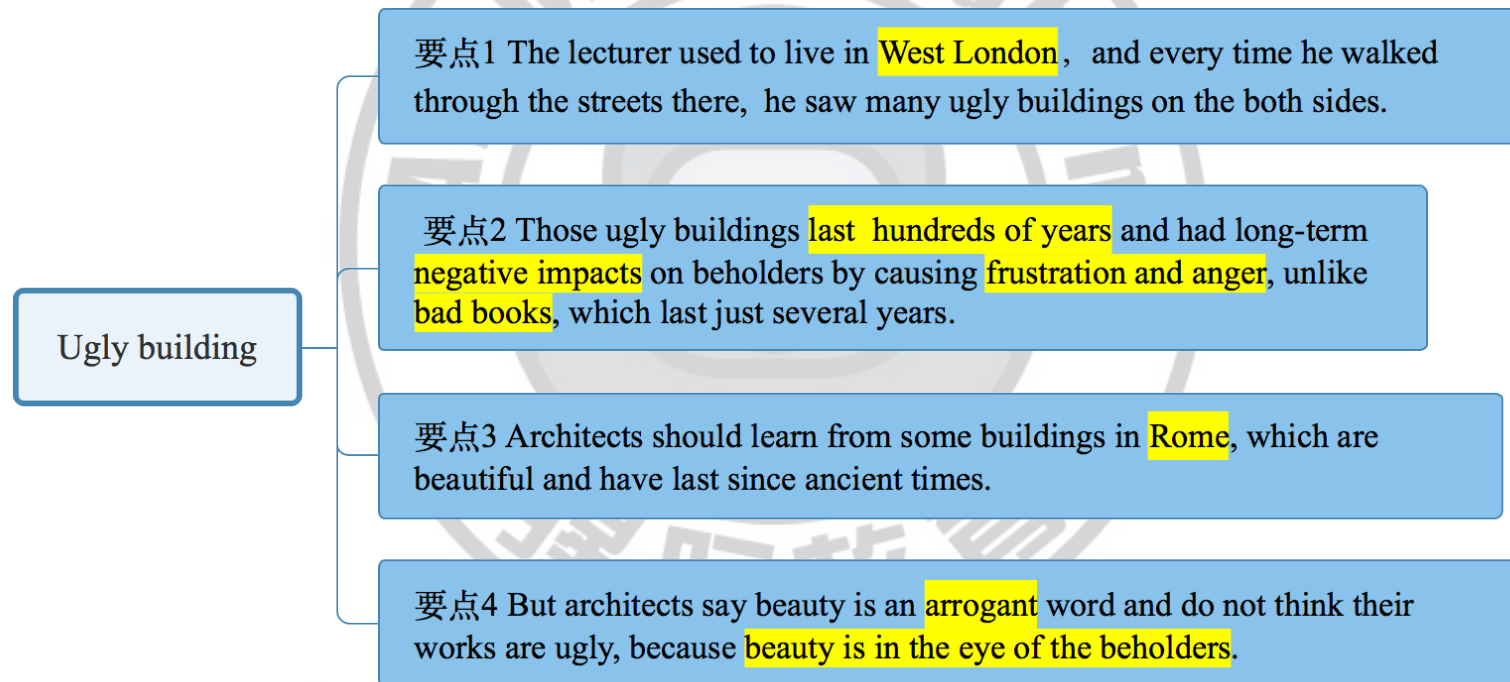 Ugly building
要点1 The lecturer used to live in West London，and every time he walked
through the streets there, he saw many ugly buildings on the both sides.
要点2 Those ugly buildings last hundreds of years and had long-term
negative impacts on beholders by causing frustration and anger, unlike
bad books, which last just several years.
要点3 Architects should learn from some buildings in Rome, which are
beautiful and have last since ancient times.
要点4 But architects say beauty is an arrogant word and do not think their
works are ugly, because beauty is in the eye of the beholders.